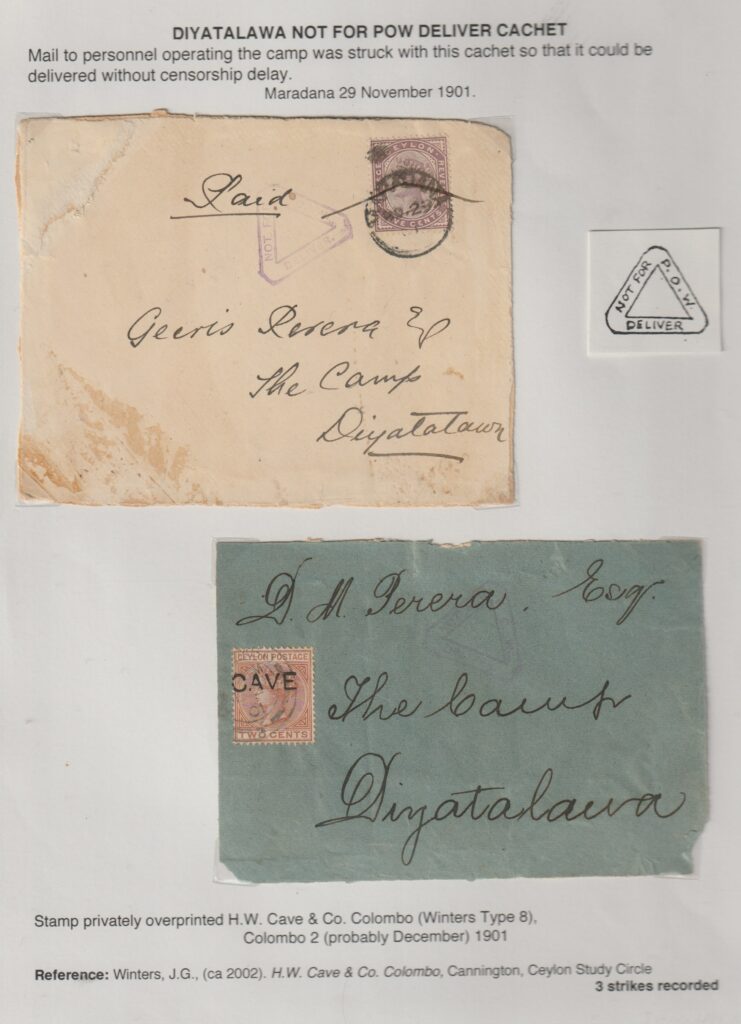 DIYATALAWA NOT FOR POW DELIVER CACHET
Mail to personnel operating the camp was struck with this cachet so that it could be
delivered without censorship delay.
Maradana 29 November 1901.
CEYLON
FIVE CENTS
Paid
NOT
DELIVER
NOT FOR P.O.W.
DELIVER
Geeris Perera Esq
The Camp
Diyatalawa
D. M. Perera. Esqr.
CEYLON POSTAGE
CAVE
TWO CENTS
The Camp
Diyatalawa
Stamp privately overprinted H.W. Cave & Co. Colombo (Winters Type 8),
Colombo 2 (probably December) 1901
Reference: Winters, J.G., (ca 2002). H.W. Cave & Co. Colombo, Cannington, Ceylon Study Circle
3 strikes recorded